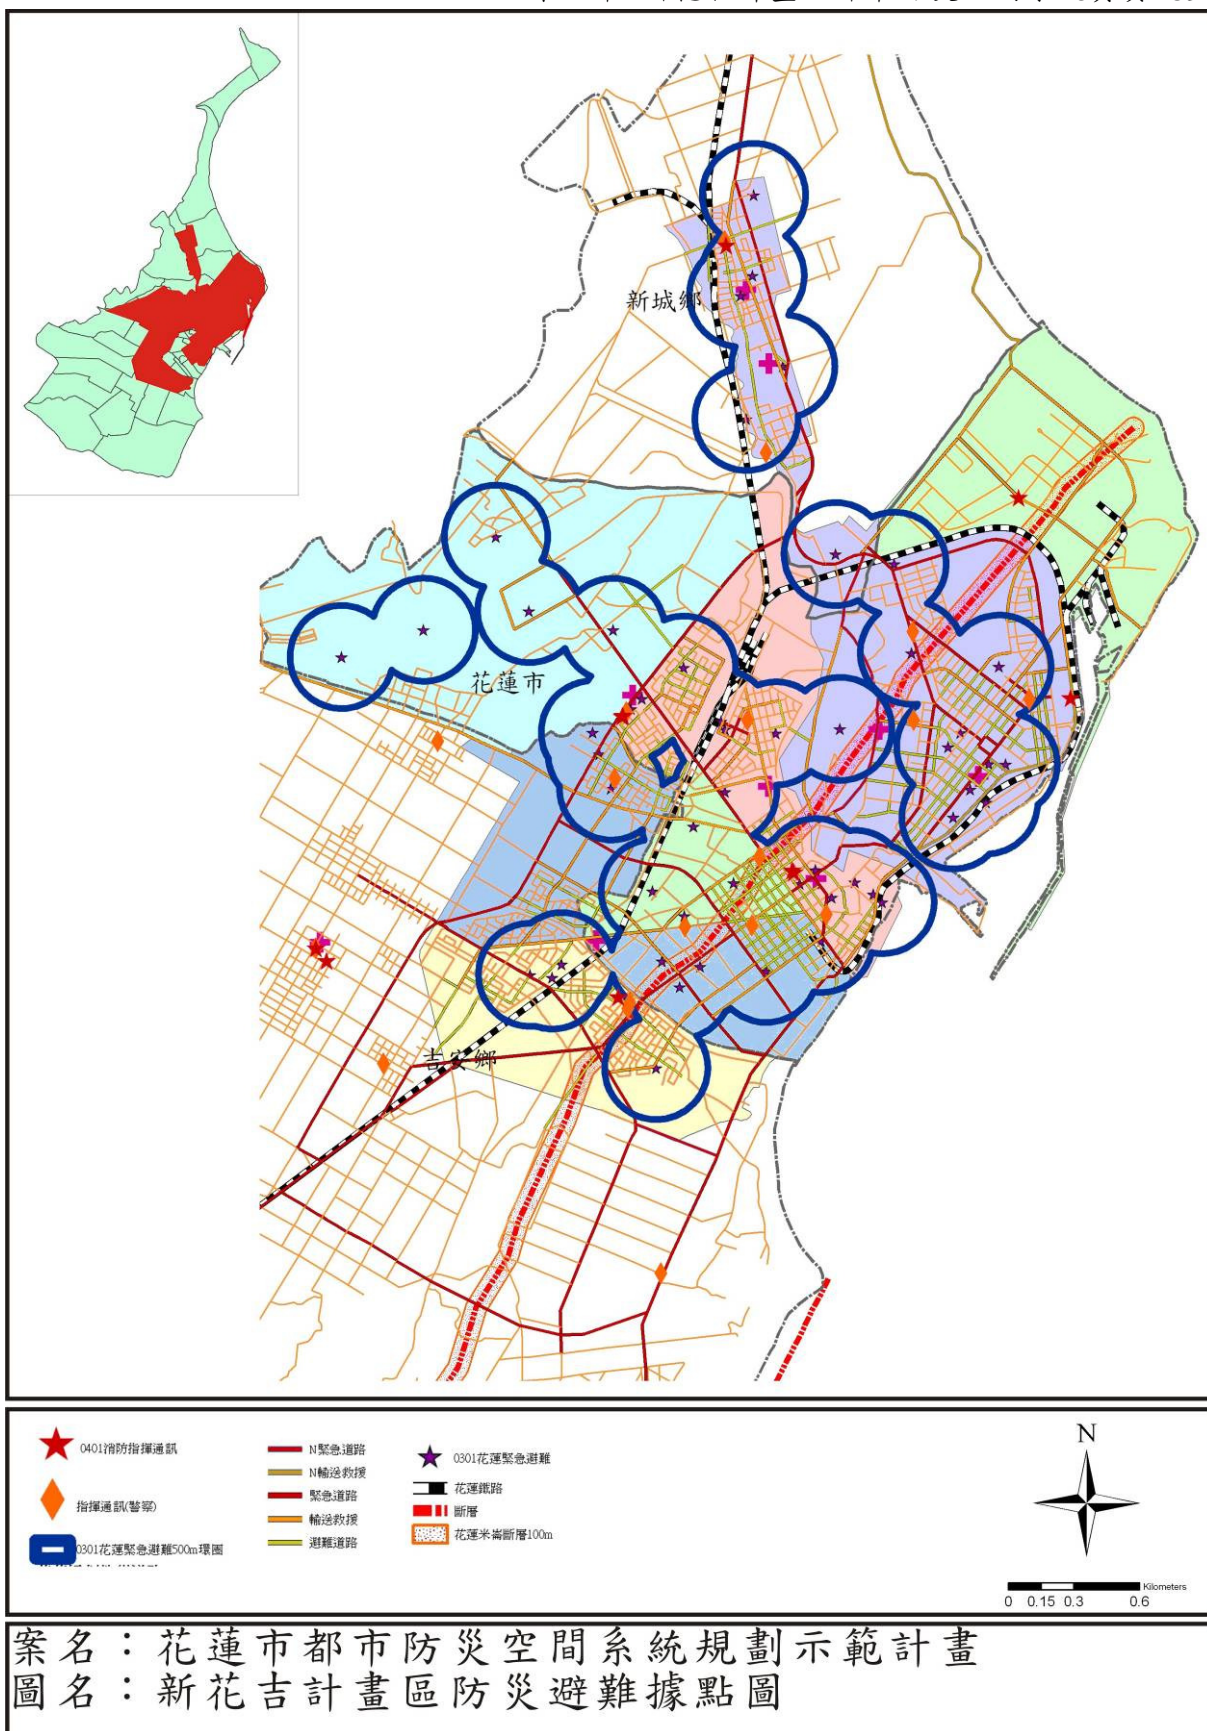 新城鄉
花蓮市
吉安鄉
0401消防指揮通訊
指揮通訊(警察)
0301花蓮緊急避難500m環圈
N緊急道路
N輸送救援
緊急道路
輸送救援
避難道路
0301花蓮緊急避難
花蓮鐵路
斷層
花蓮米崙斷層100m
N
Kilometers
0 0.15 0.3 0.6
案名：花蓮市都市防災空間系統規劃示範計畫
圖名：新花吉計畫區防災避難據點圖